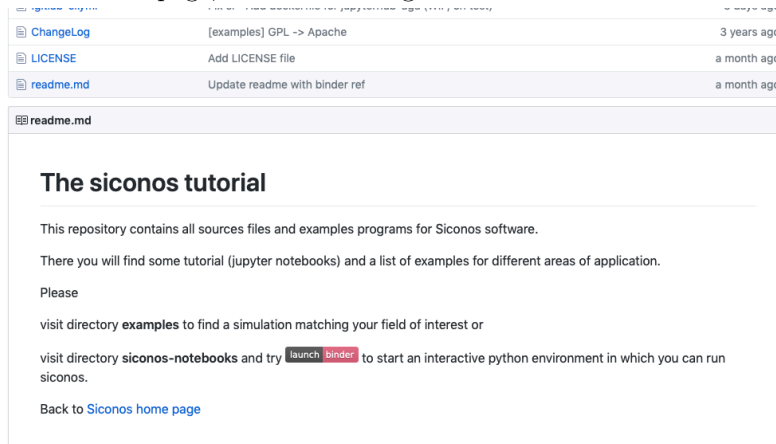 ChangeLog [examples] GPL -> Apache 3 years ago
LICENSE Add LICENSE file a month ago
readme.md Update readme with binder ref a month ago
readme.md
The siconos tutorial
This repository contains all sources files and examples programs for Siconos software.
There you will find some tutorial (jupyter notebooks) and a list of examples for different areas of application.
Please
visit directory examples to find a simulation matching your field of interest or
visit directory siconos-notebooks and try launch binder to start an interactive python environment in which you can run
siconos.
Back to Siconos home page